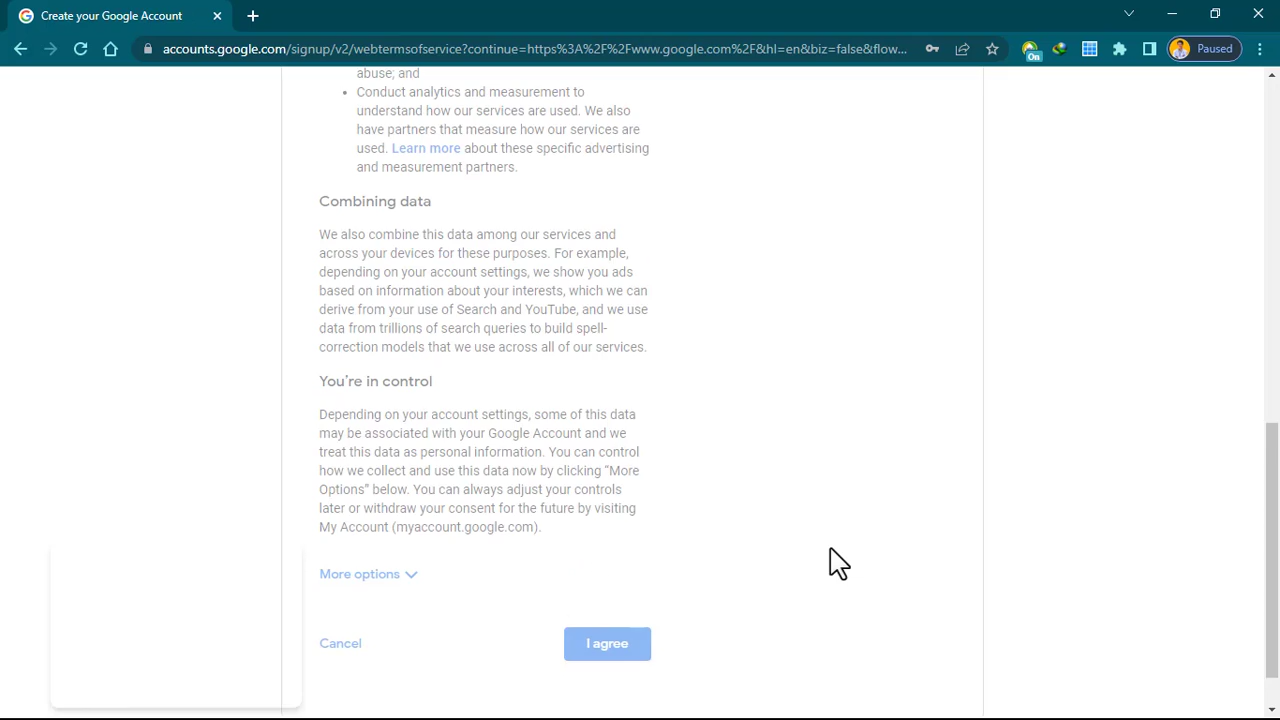 Create your Google Account
accounts.google.com/signup/v2/webtermsofservice?continue=https%3A%2F%2Fwww.google.com%2F&hl=en&biz=false&flow...
On
Paused
abuse; and
• Conduct analytics and measurement to
understand how our services are used. We also
have partners that measure how our services are
used. Learn more about these specific advertising
and measurement partners.
Combining data
We also combine this data among our services and
across your devices for these purposes. For example,
depending on your account settings, we show you ads
based on information about your interests, which we can
derive from your use of Search and YouTube, and we use
data from trillions of search queries to build spell-
correction models that we use across all of our services.
You’re in control
Depending on your account settings, some of this data
may be associated with your Google Account and we
treat this data as personal information. You can control
how we collect and use this data now by clicking “More
Options” below. You can always adjust your controls
later or withdraw your consent for the future by visiting
My Account (myaccount.google.com).
More options
Cancel
I agree